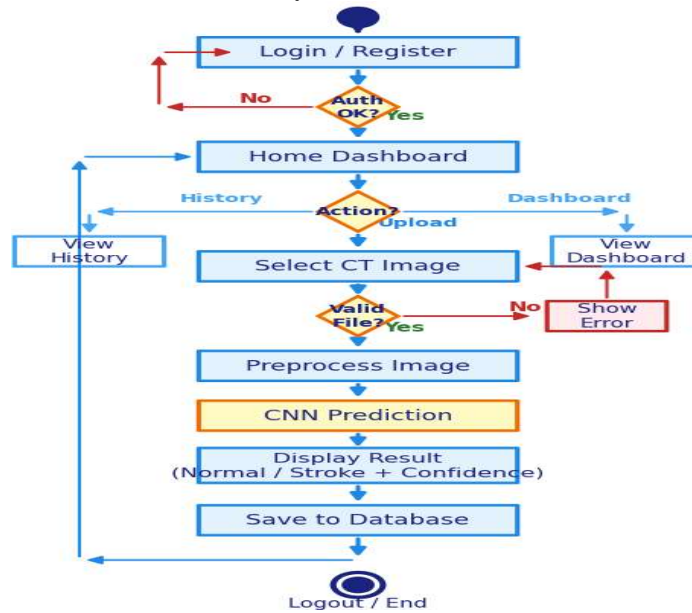 Login / Register
No
Auth
OK?
Yes
Home Dashboard
History
Dashboard
Action?
Upload
View
History
View
Dashboard
Select CT Image
Valid
File?
Yes
No
Show
Error
Preprocess Image
CNN Prediction
Display Result
(Normal / Stroke + Confidence)
Save to Database
Logout / End